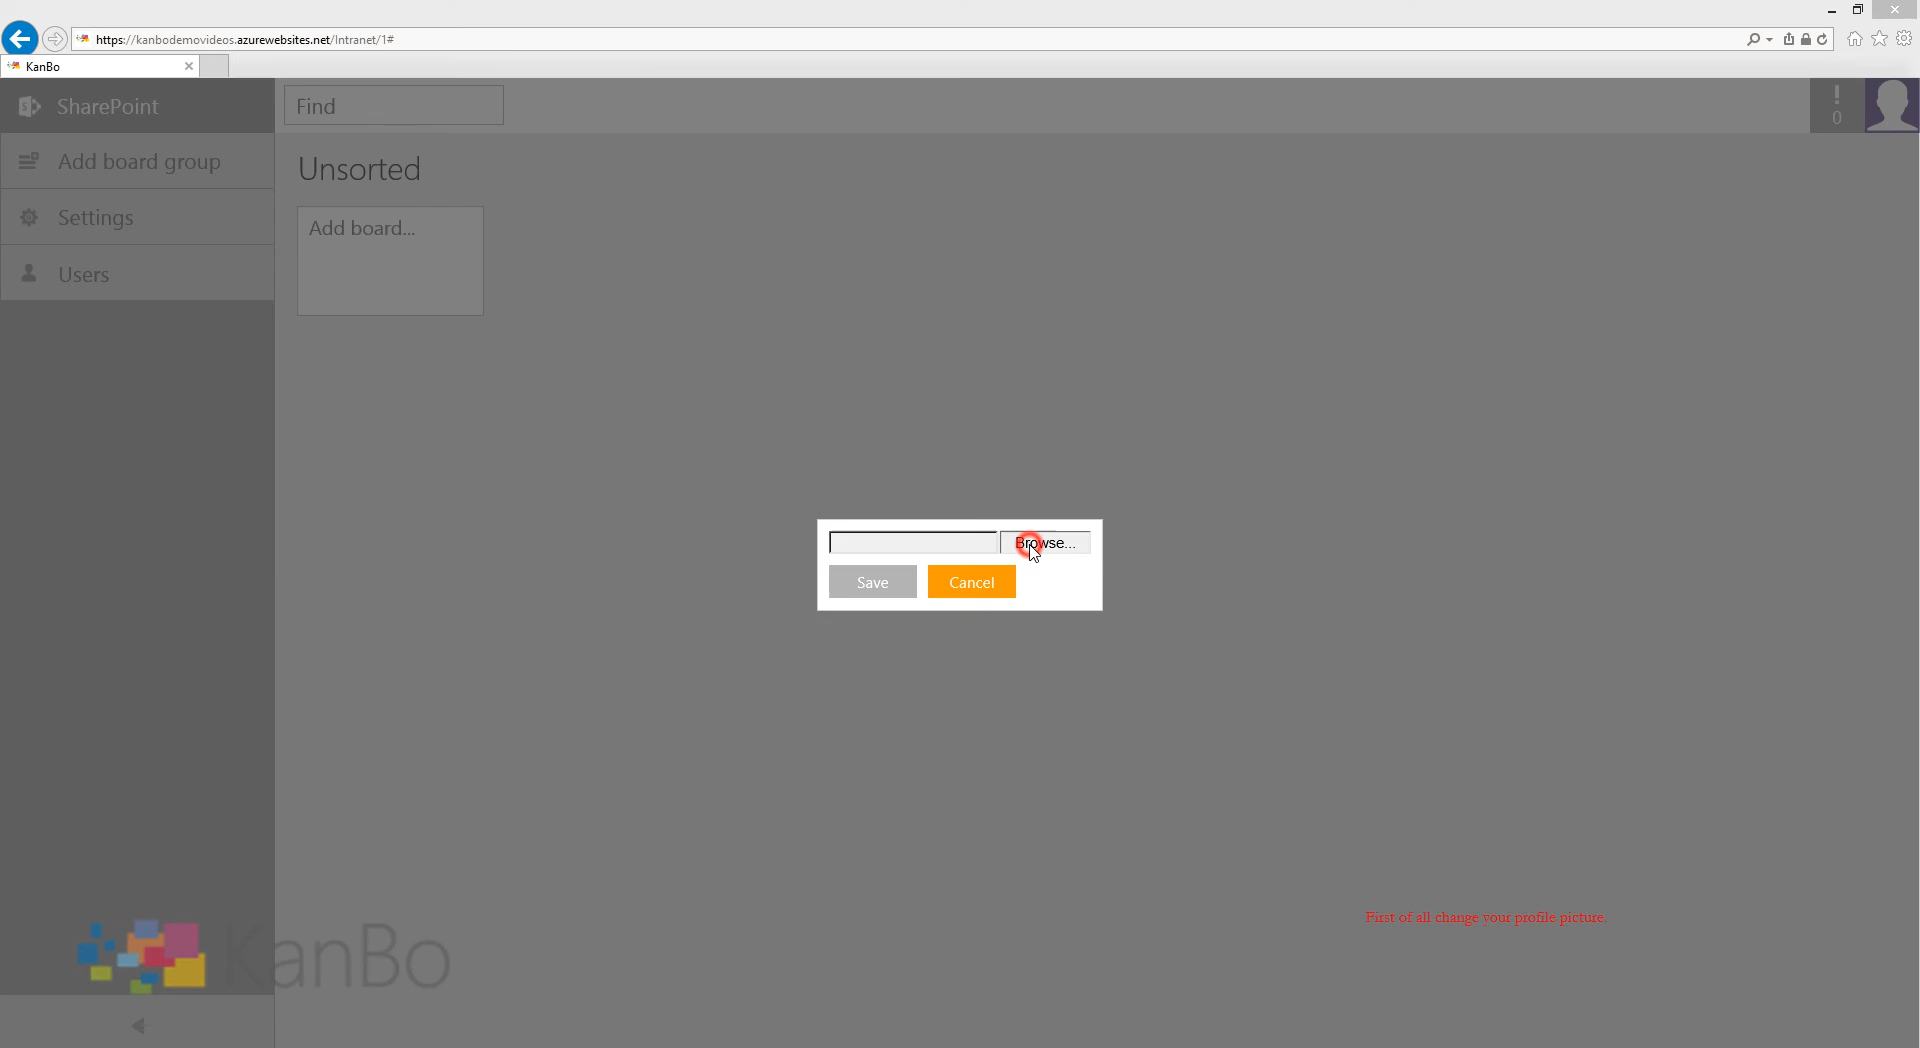 https://kanbodemovideos.azurewebsites.net/Intranet/1#
KanBo
SharePoint
Find
!
0
Add board group
Unsorted
Settings
Add board...
Users
Browse...
Save
Cancel
First of all change your profile picture.
KanBo